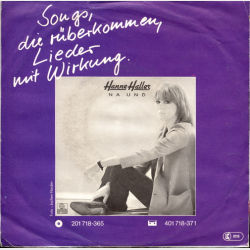 Songs,
die rüberkommen,
Lieder
mit Wirkung.
Hanne Haller
NA UND
201 718-365
401 718-371